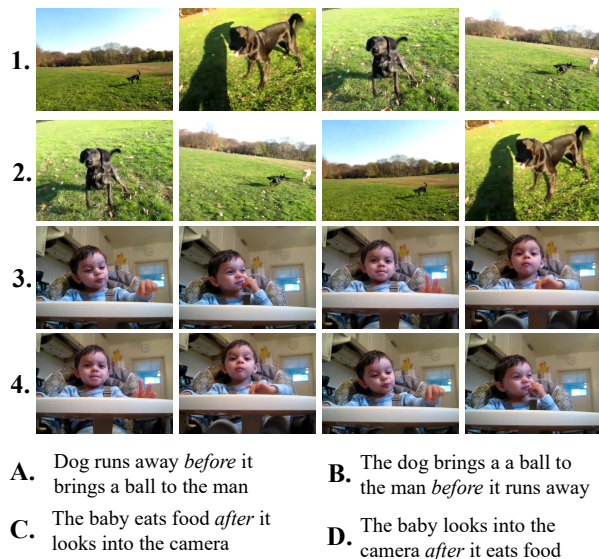 1.
2.
3.
4.
A. Dog runs away before it
brings a ball to the man
B. The dog brings a a ball to
the man before it runs away
C. The baby eats food after it
looks into the camera
D. The baby looks into the
camera after it eats food